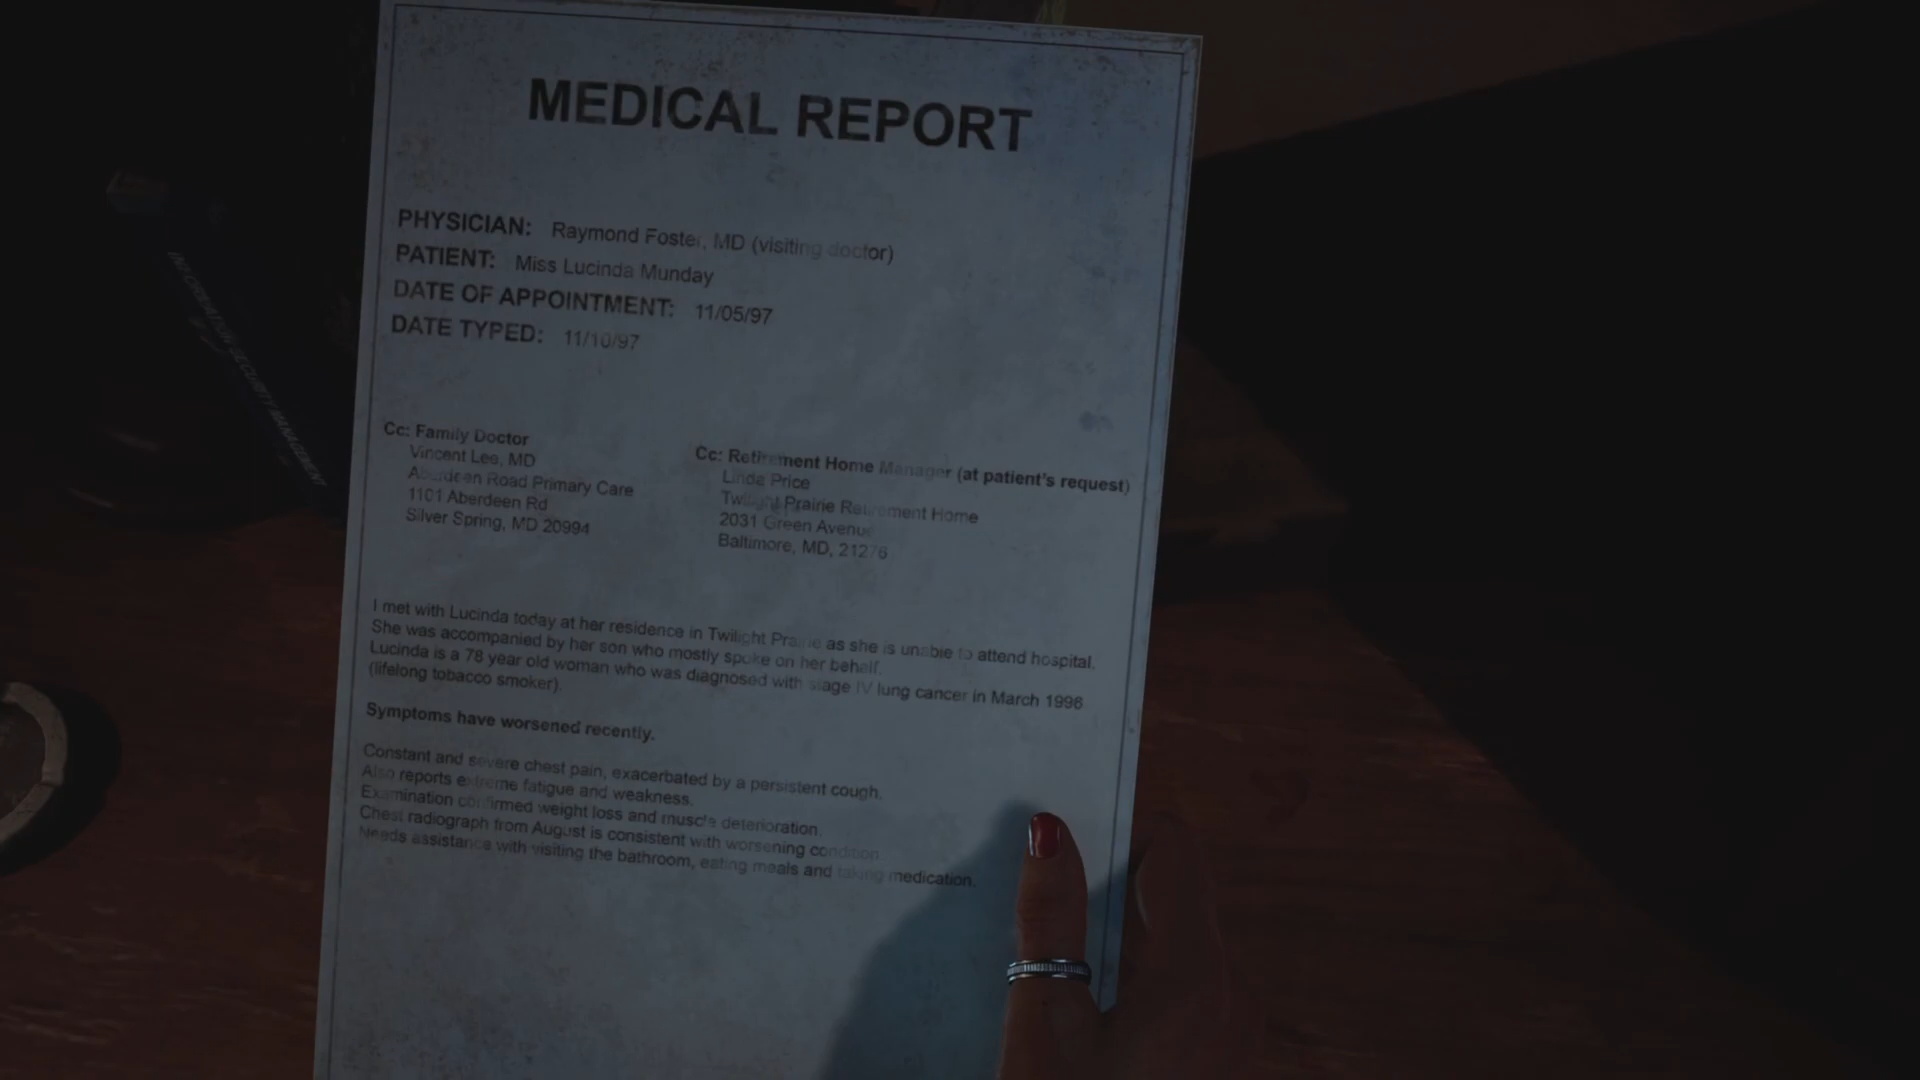 MEDICAL REPORT
PHYSICIAN: Raymond Foster, MD (visiting doctor)
PATIENT: Miss Lucinda Munday
DATE OF APPOINTMENT: 11/05/97
DATE TYPED: 11/10/97
Cc: Family Doctor
Vincent Lee, MD
Aberdeen Road Primary Care
1101 Aberdeen Rd
Silver Spring, MD 20994
Cc: Retirement Home Manager (at patient's request)
Linda Price
Twilight Prairie Retirement Home
2031 Green Avenue
Baltimore, MD, 21276
I met with Lucinda today at her residence in Twilight Prairie as she is unable to attend hospital.
She was accompanied by her son who mostly spoke on her behalf.
Lucinda is a 78 year old woman who was diagnosed with stage IV lung cancer in March 1996
(lifelong tobacco smoker).
Symptoms have worsened recently.
Constant and severe chest pain, exacerbated by a persistent cough.
Also reports extreme fatigue and weakness.
Examination confirmed weight loss and muscle deterioration.
Chest radiograph from August is consistent with worsening condition.
Needs assistance with visiting the bathroom, eating meals and taking medication.
INFORMATION SECURITY MANAGEMENT